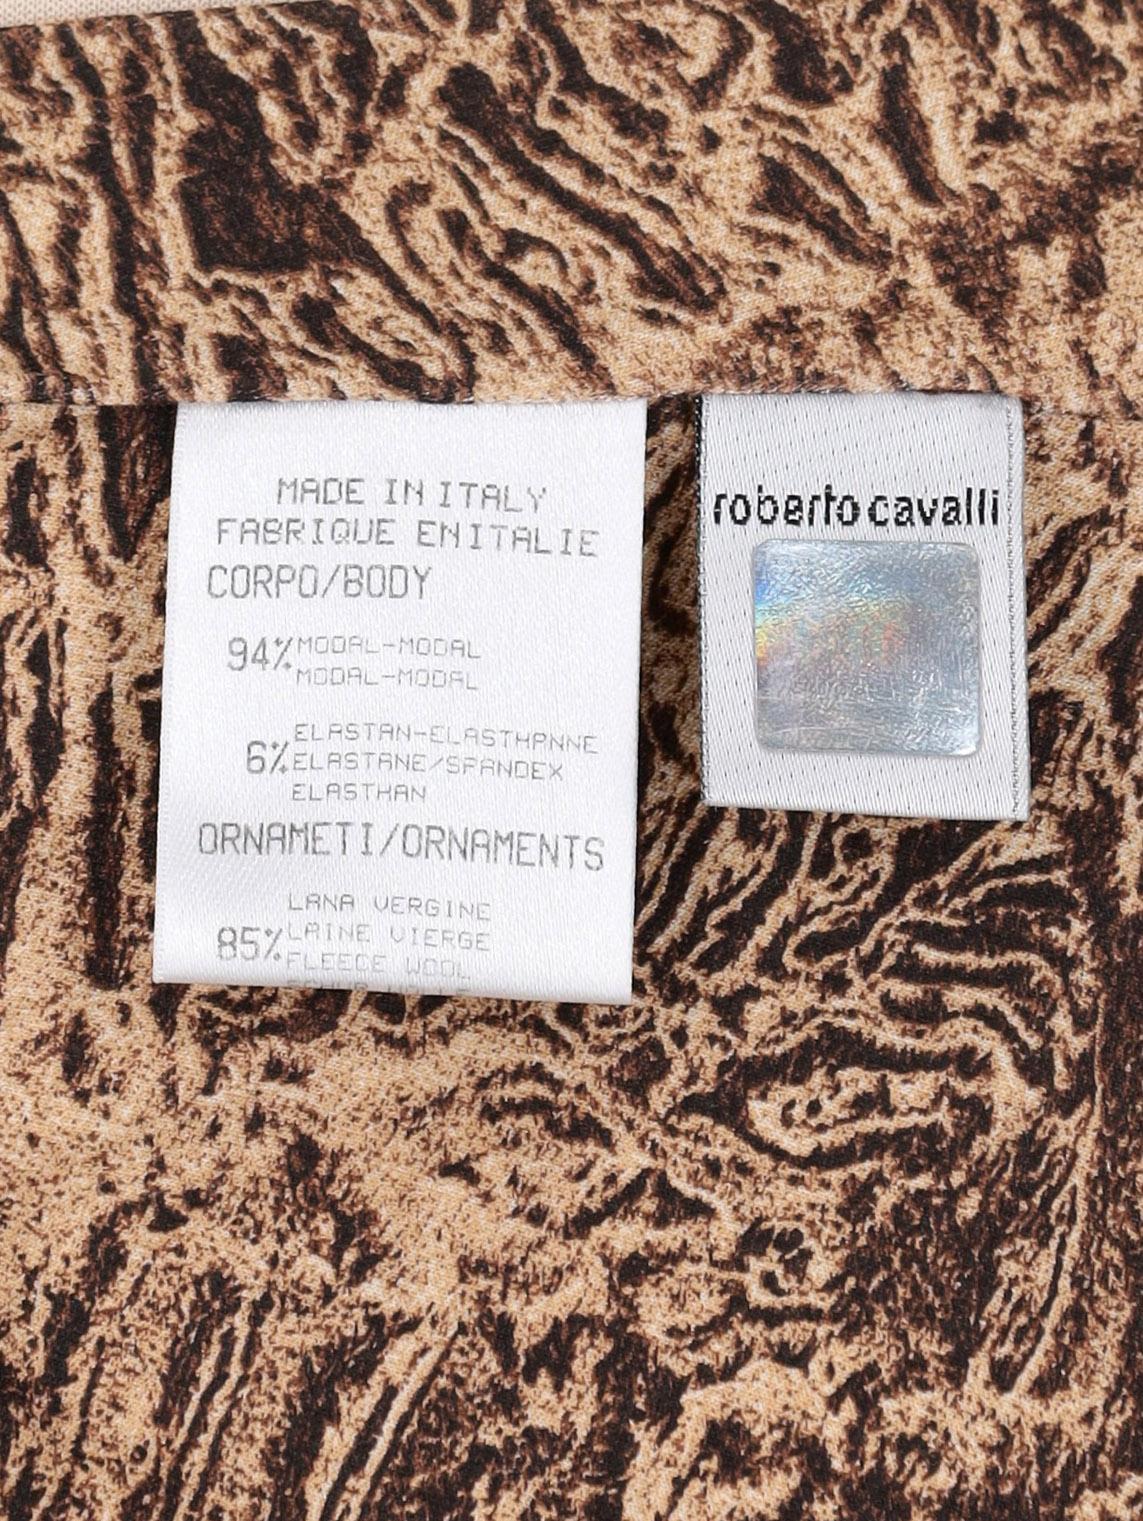 MADE IN ITALY
FABRIQUE EN ITALIE
CORPO/BODY
94% MODAL-MODAL
MODAL-MODAL
ELASTAN-ELASTHPNNE
6% ELASTANE/SPANDEX
ELASTHAN
ORNAMETI/ORNAMENTS
LANA VERGINE
85% LAINE VIERGE
FLEECE WOOL
roberto cavalli